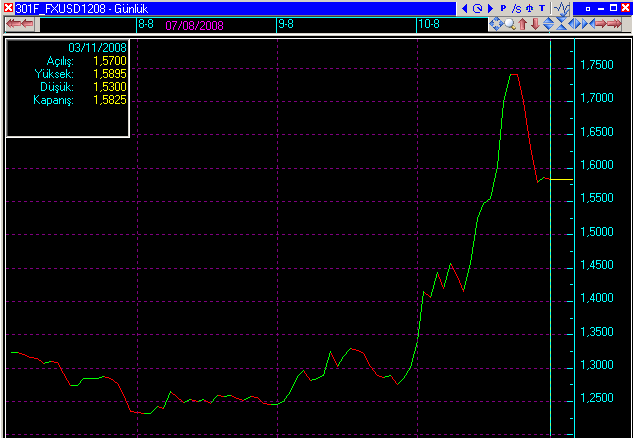 301F_FXUSD1208 - Günlük
P /S T
8-8 07/08/2008 9-8 10-8
03/11/2008
Açılış: 1,5700
Yüksek: 1,5895
Düşük: 1,5300
Kapanış: 1,5825
1,7500
1,7000
1,6500
1,6000
1,5500
1,5000
1,4500
1,4000
1,3500
1,3000
1,2500